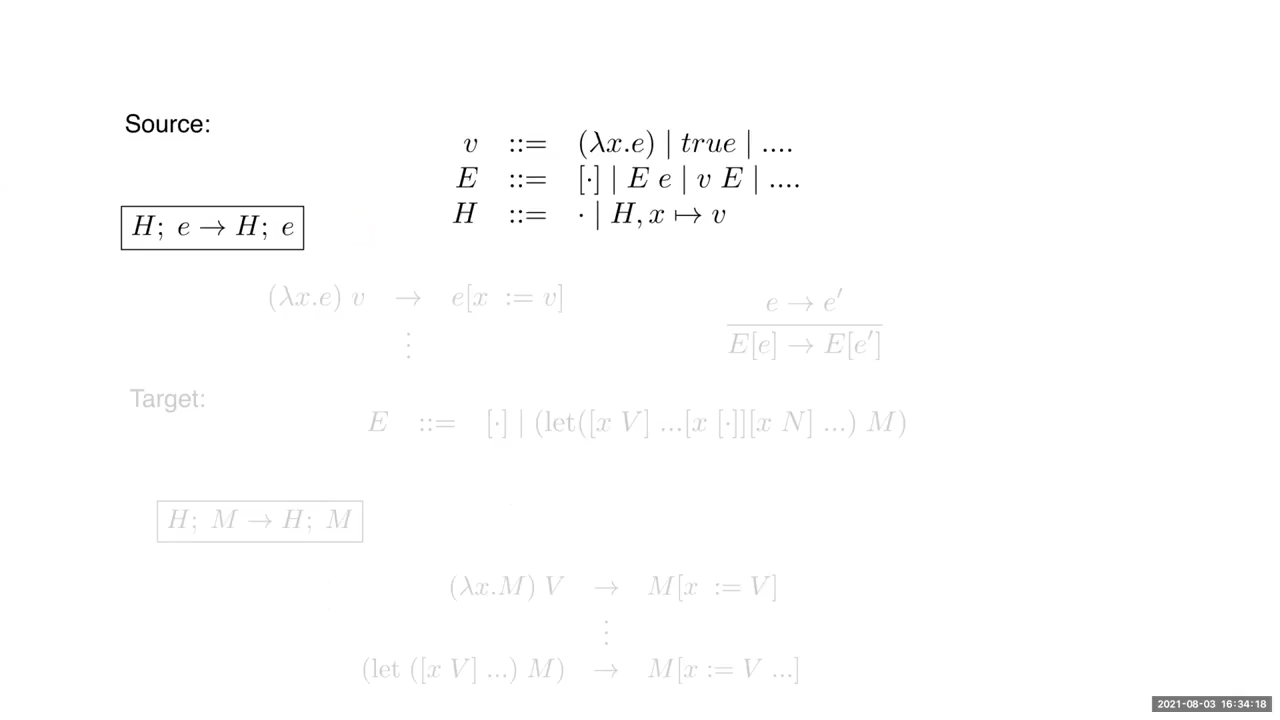 Source:
v ::= (λx.e) | true | ....
E ::= [·] | E e | v E | ....
H; e → H; e
H ::= · | H, x ↦ v
(λx.e) v → e[x := v]
e → e′
⋮
E[e] → E[e′]
Target:
E ::= [·] | (let([x V] ...[x [·]][x N] ...) M)
H; M → H; M
(λx.M) V → M[x := V]
⋮
(let ([x V] ...) M) → M[x := V ...]
2021-08-03 16:34:18